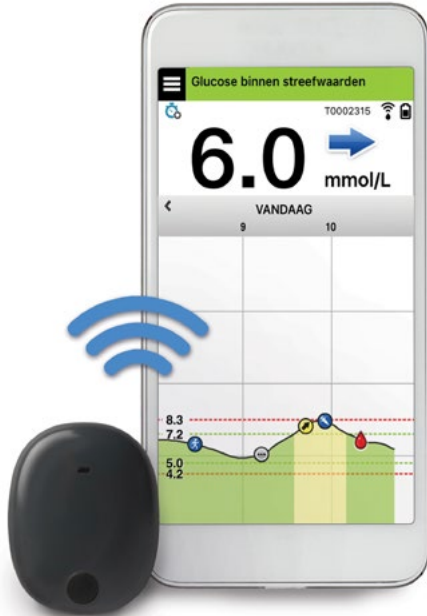 Glucose binnen streefwaarden
T0002315
6.0
mmol/L
VANDAAG
9 10
8.3
7.2
5.0
4.2